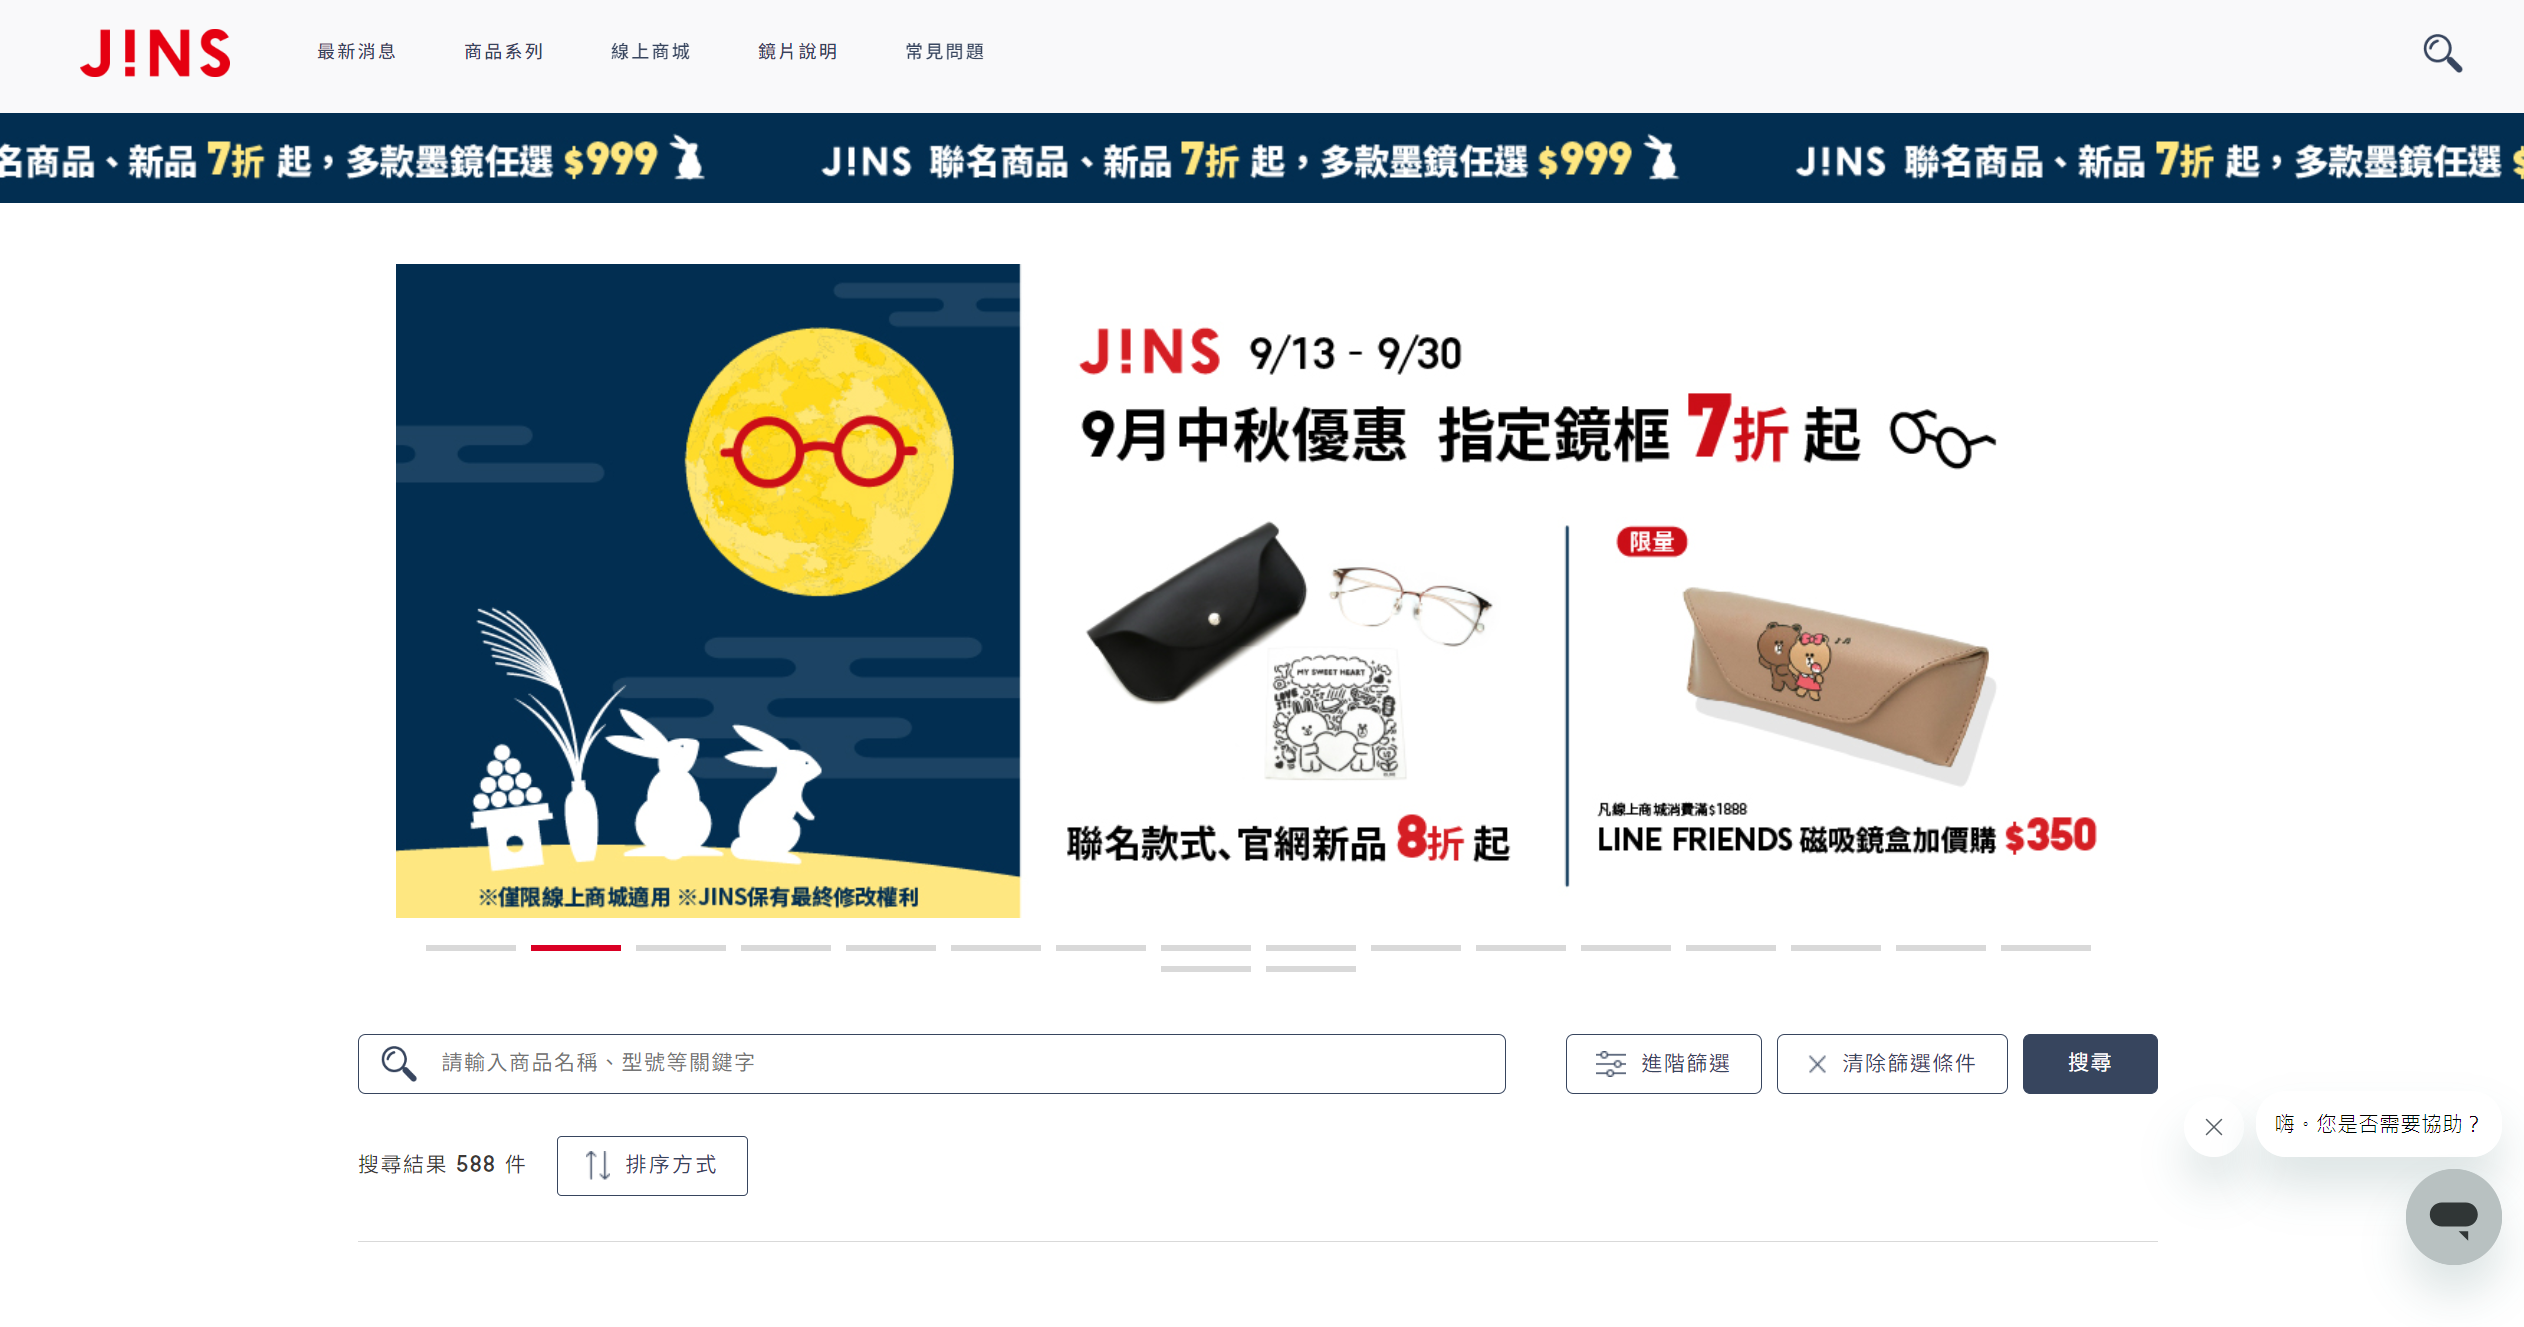 J!NS
最新消息
商品系列
線上商城
鏡片說明
常見問題
名商品、新品 7折 起，多款墨鏡任選 $999
J!NS 聯名商品、新品 7折 起，多款墨鏡任選 $999
J!NS 聯名商品、新品 7折 起，多款墨鏡任選 $
J!NS 9/13 - 9/30
9月中秋優惠 指定鏡框 7折 起
限量
MY SWEET HEART
LOVE IT!
聯名款式、官網新品 8折 起
凡線上商城消費滿$1888
LINE FRIENDS 磁吸鏡盒加價購 $350
※僅限線上商城適用 ※JINS保有最終修改權利
請輸入商品名稱、型號等關鍵字
進階篩選
清除篩選條件
搜尋
嗨。您是否需要協助？
搜尋結果 588 件
排序方式